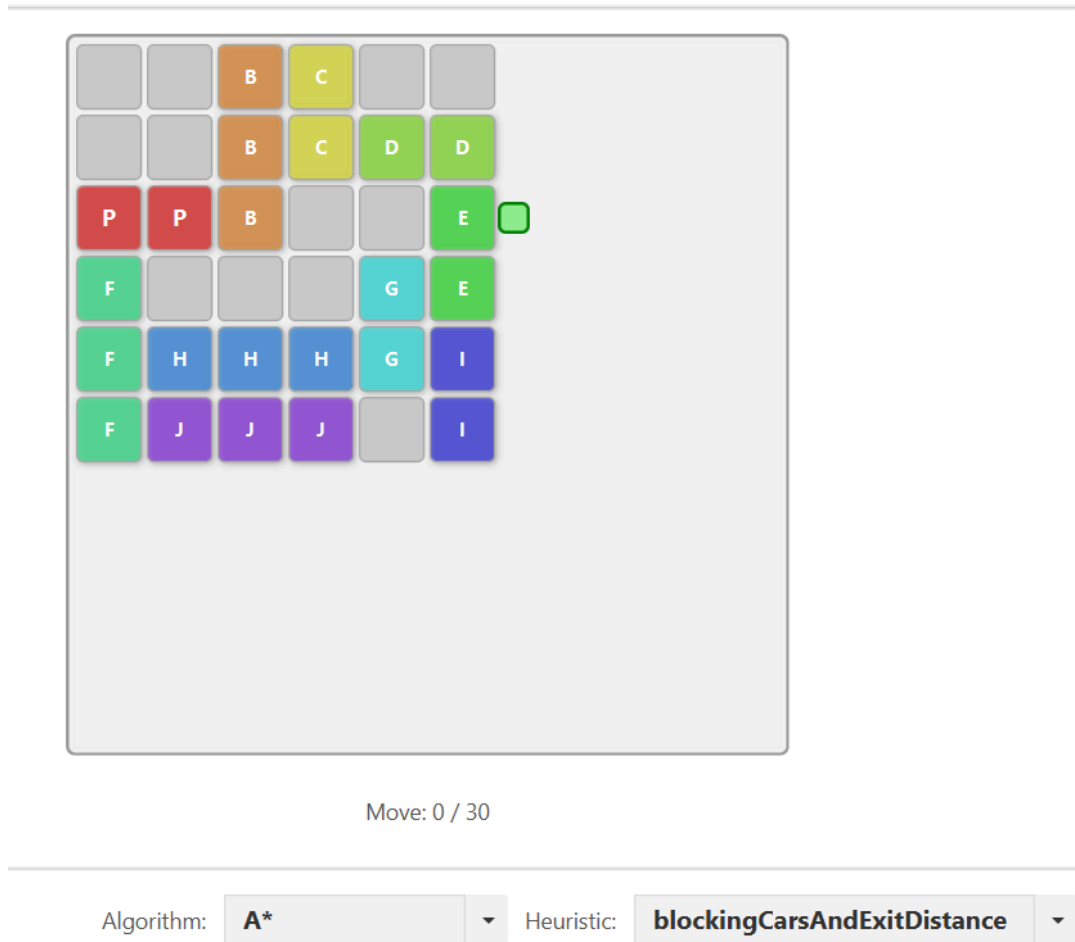 B C
B C D D
P P B E
F G E
F H H H G I
F J J J I
Move: 0 / 30
Algorithm: A* Heuristic: blockingCarsAndExitDistance